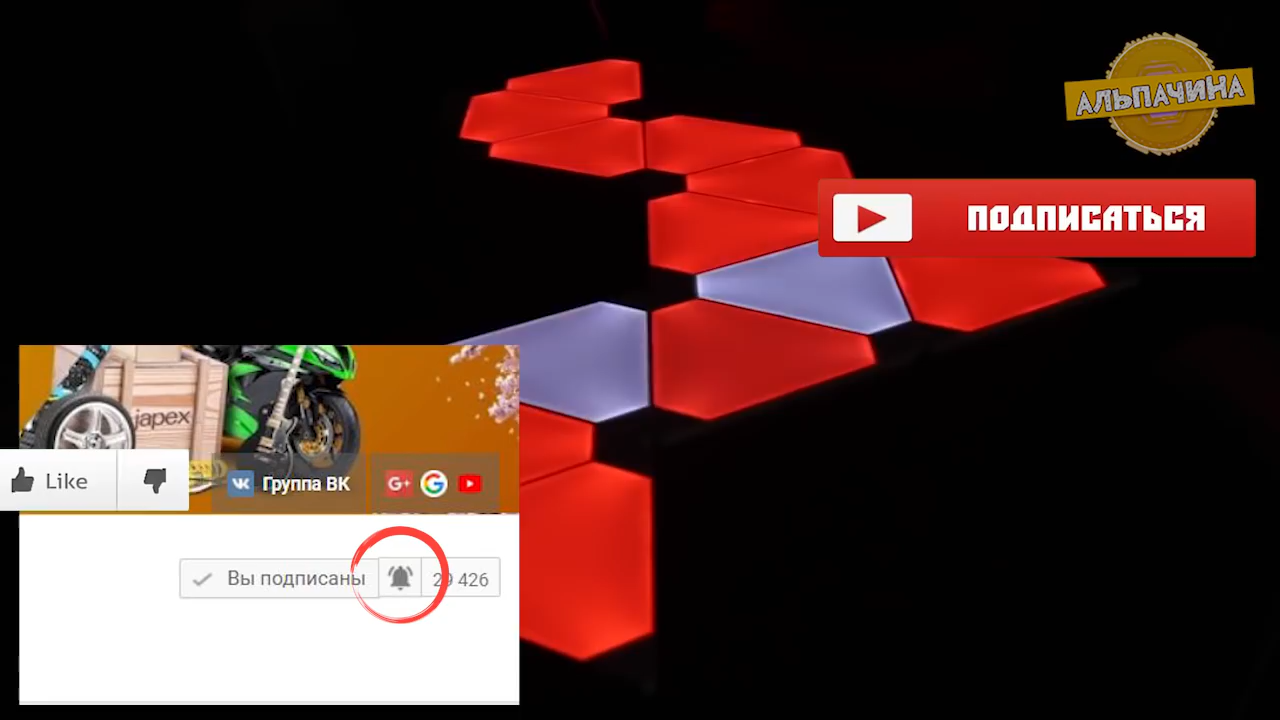 АЛЬПАЧИНА
ПОДПИСАТЬСЯ
japex
Like
Группа ВК
G+
G
Вы подписаны
29 426